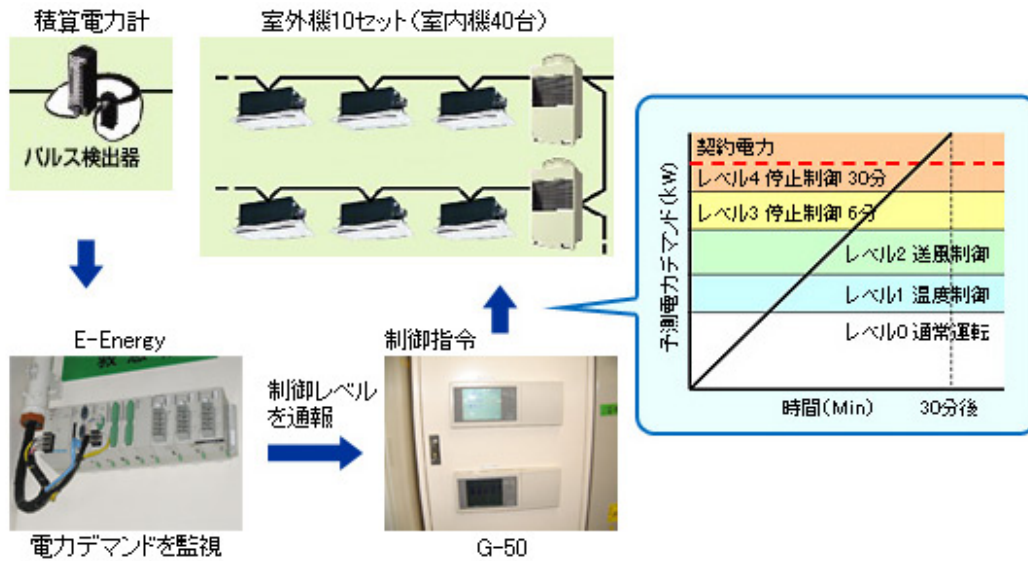 積算電力計
室外機10セット(室内機40台)
パルス検出器
契約電力
レベル4 停止制御 30分
レベル3 停止制御 6分
レベル2 送風制御
レベル1 温度制御
レベル0 通常運転
予測電力デマンド(kW)
時間(Min)
30分後
E-Energy
制御レベル
を通報
制御指令
電力デマンドを監視
G-50